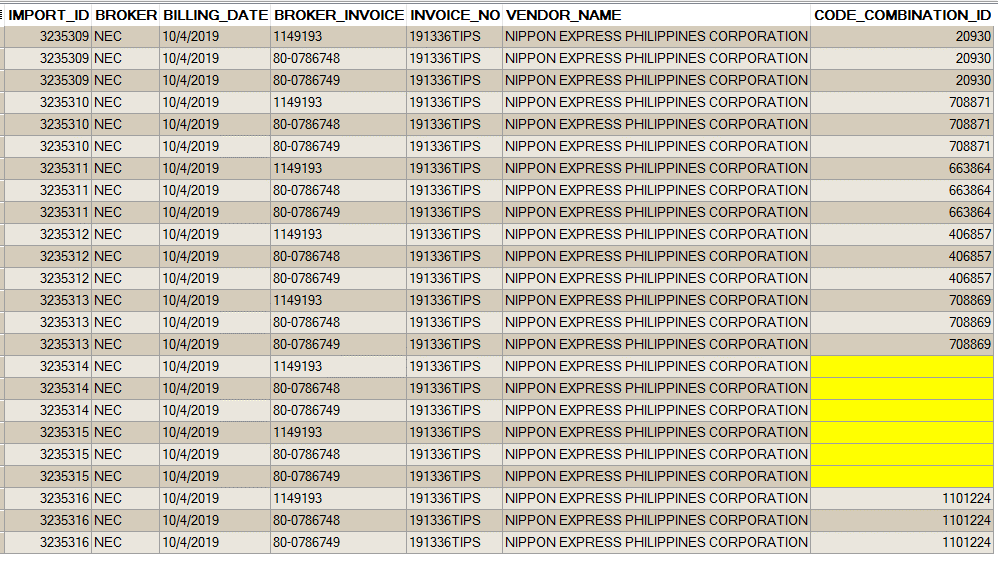 IMPORT_ID BROKER BILLING_DATE BROKER_INVOICE INVOICE_NO VENDOR_NAME CODE_COMBINATION_ID
3235309 NEC 10/4/2019 1149193 191336TIPS NIPPON EXPRESS PHILIPPINES CORPORATION 20930
3235309 NEC 10/4/2019 80-0786748 191336TIPS NIPPON EXPRESS PHILIPPINES CORPORATION 20930
3235309 NEC 10/4/2019 80-0786749 191336TIPS NIPPON EXPRESS PHILIPPINES CORPORATION 20930
3235310 NEC 10/4/2019 1149193 191336TIPS NIPPON EXPRESS PHILIPPINES CORPORATION 708871
3235310 NEC 10/4/2019 80-0786748 191336TIPS NIPPON EXPRESS PHILIPPINES CORPORATION 708871
3235310 NEC 10/4/2019 80-0786749 191336TIPS NIPPON EXPRESS PHILIPPINES CORPORATION 708871
3235311 NEC 10/4/2019 1149193 191336TIPS NIPPON EXPRESS PHILIPPINES CORPORATION 663864
3235311 NEC 10/4/2019 80-0786748 191336TIPS NIPPON EXPRESS PHILIPPINES CORPORATION 663864
3235311 NEC 10/4/2019 80-0786749 191336TIPS NIPPON EXPRESS PHILIPPINES CORPORATION 663864
3235312 NEC 10/4/2019 1149193 191336TIPS NIPPON EXPRESS PHILIPPINES CORPORATION 406857
3235312 NEC 10/4/2019 80-0786748 191336TIPS NIPPON EXPRESS PHILIPPINES CORPORATION 406857
3235312 NEC 10/4/2019 80-0786749 191336TIPS NIPPON EXPRESS PHILIPPINES CORPORATION 406857
3235313 NEC 10/4/2019 1149193 191336TIPS NIPPON EXPRESS PHILIPPINES CORPORATION 708869
3235313 NEC 10/4/2019 80-0786748 191336TIPS NIPPON EXPRESS PHILIPPINES CORPORATION 708869
3235313 NEC 10/4/2019 80-0786749 191336TIPS NIPPON EXPRESS PHILIPPINES CORPORATION 708869
3235314 NEC 10/4/2019 1149193 191336TIPS NIPPON EXPRESS PHILIPPINES CORPORATION
3235314 NEC 10/4/2019 80-0786748 191336TIPS NIPPON EXPRESS PHILIPPINES CORPORATION
3235314 NEC 10/4/2019 80-0786749 191336TIPS NIPPON EXPRESS PHILIPPINES CORPORATION
3235315 NEC 10/4/2019 1149193 191336TIPS NIPPON EXPRESS PHILIPPINES CORPORATION
3235315 NEC 10/4/2019 80-0786748 191336TIPS NIPPON EXPRESS PHILIPPINES CORPORATION
3235315 NEC 10/4/2019 80-0786749 191336TIPS NIPPON EXPRESS PHILIPPINES CORPORATION
3235316 NEC 10/4/2019 1149193 191336TIPS NIPPON EXPRESS PHILIPPINES CORPORATION 1101224
3235316 NEC 10/4/2019 80-0786748 191336TIPS NIPPON EXPRESS PHILIPPINES CORPORATION 1101224
3235316 NEC 10/4/2019 80-0786749 191336TIPS NIPPON EXPRESS PHILIPPINES CORPORATION 1101224